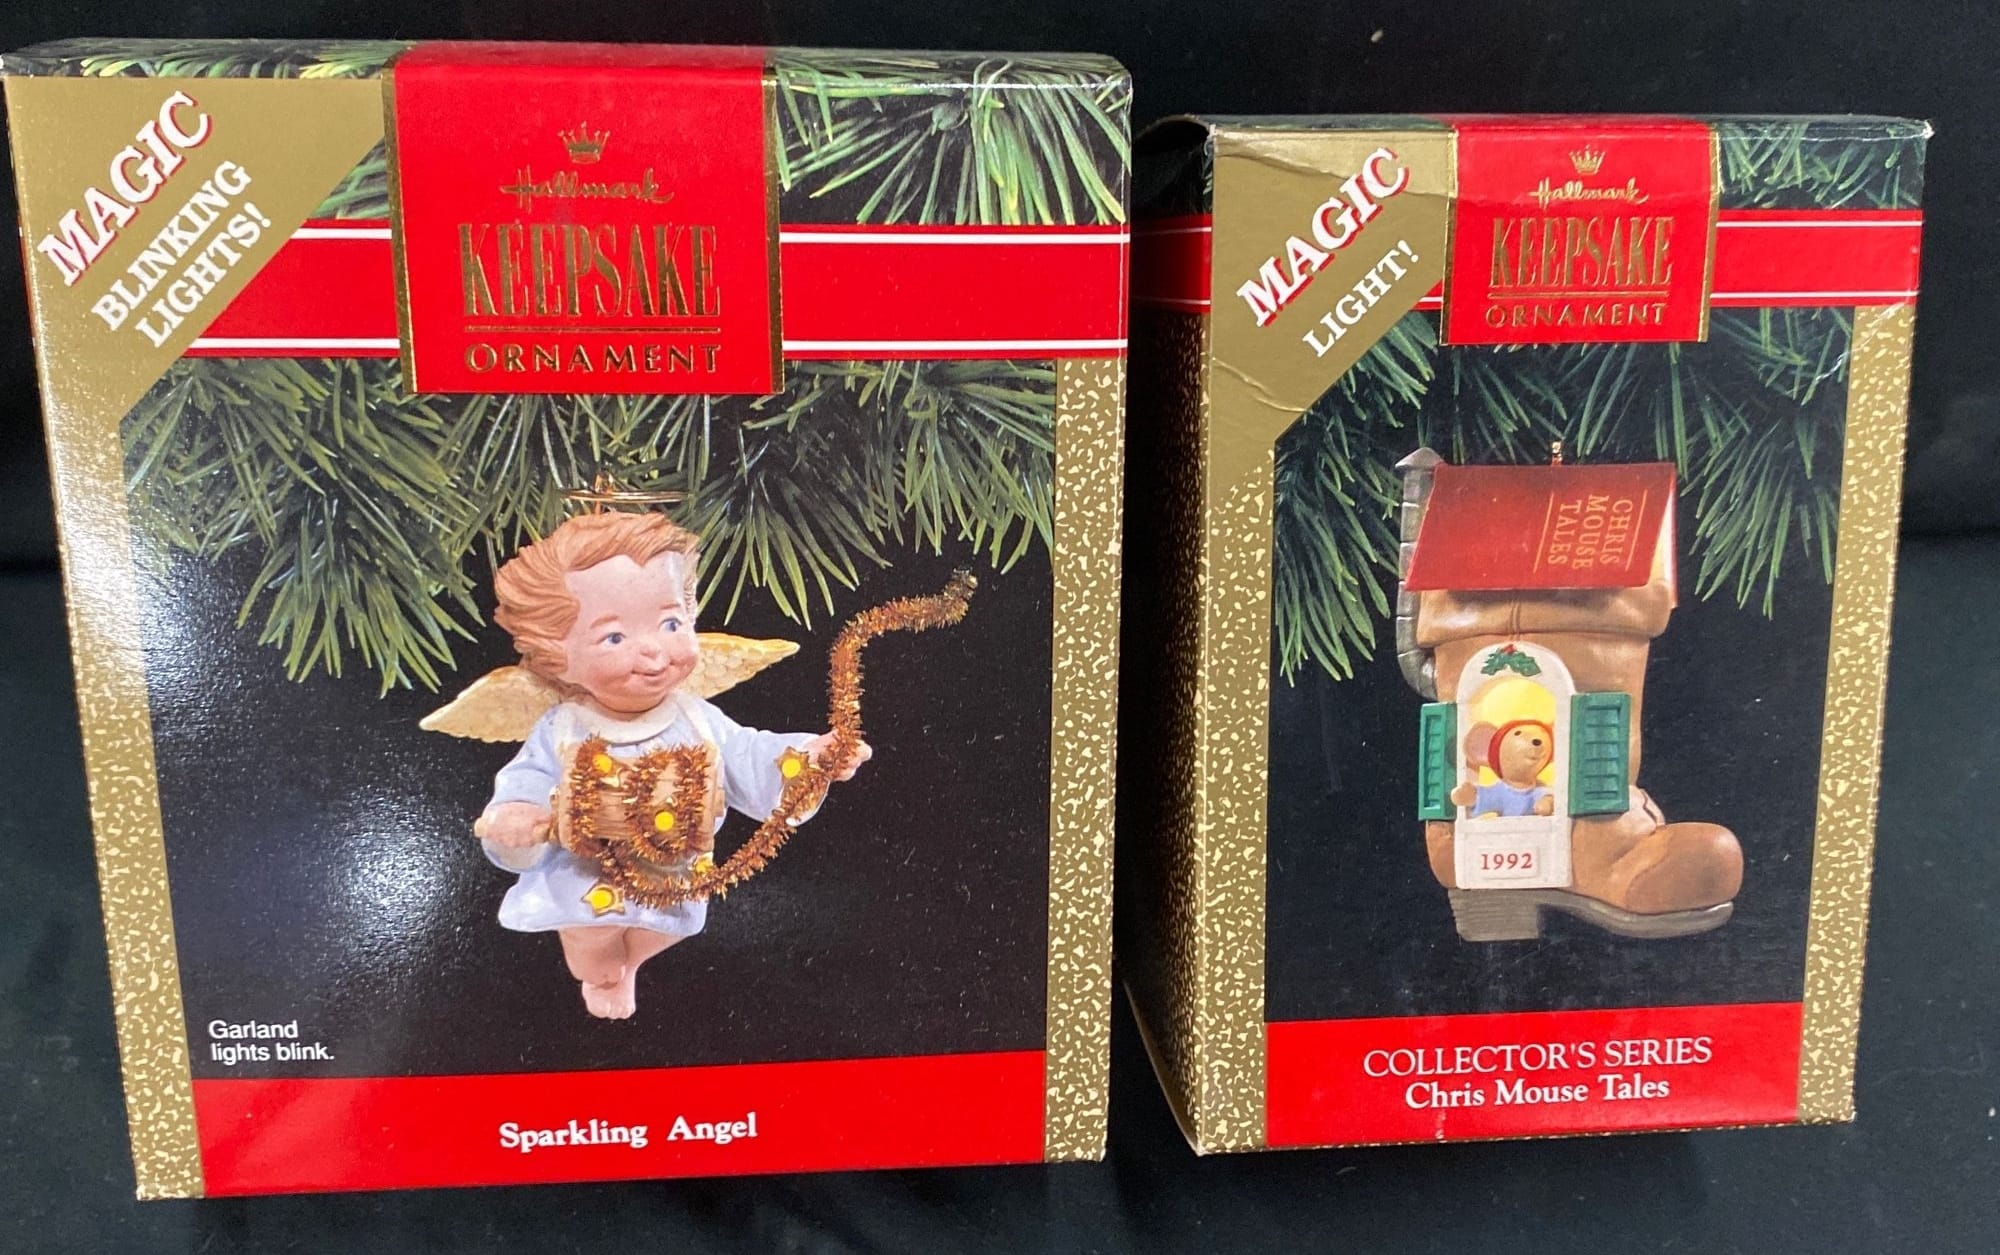 MAGIC
BLINKING
LIGHTS!
Hallmark
KEEPSAKE
ORNAMENT
Garland
lights blink.
Sparkling Angel
MAGIC
LIGHT!
Hallmark
KEEPSAKE
ORNAMENT
CHRIS
MOUSE
TALES
1992
COLLECTOR'S SERIES
Chris Mouse Tales